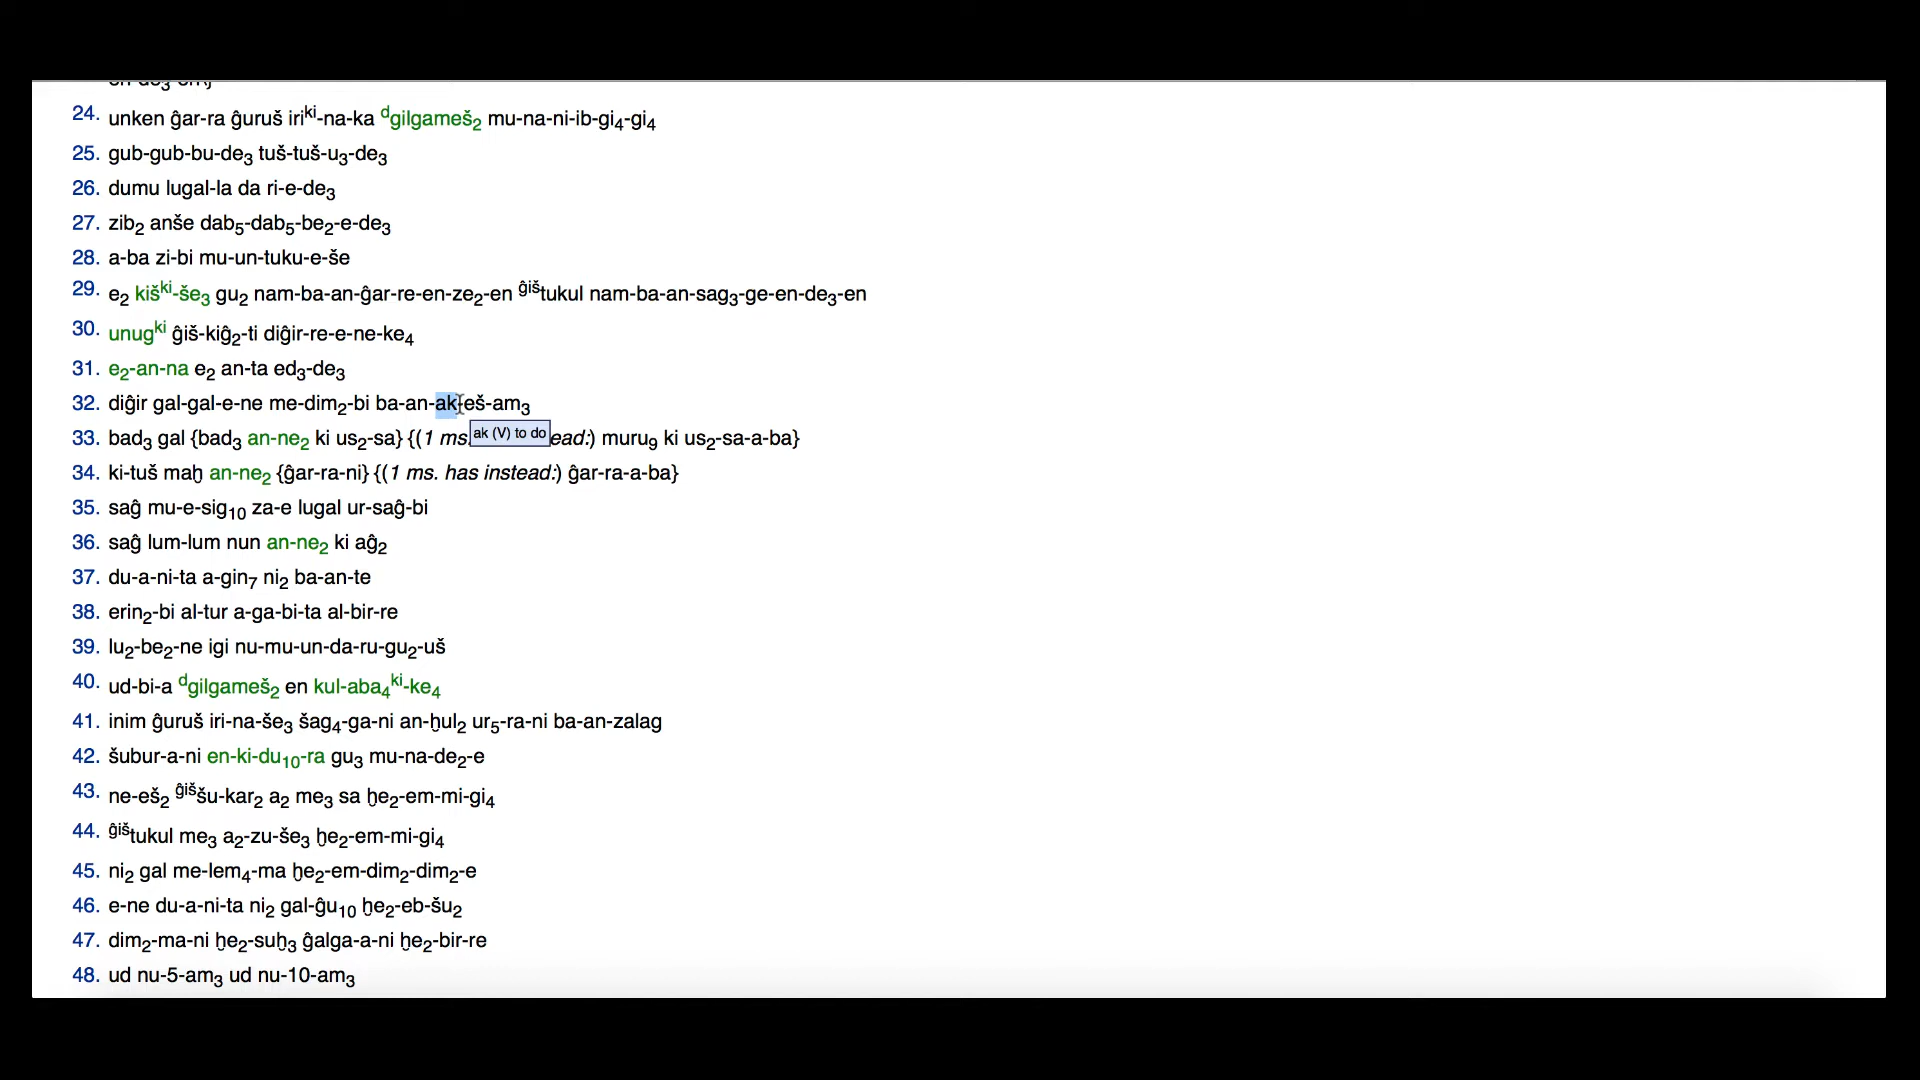 24. unken ĝar-ra ĝuruš iriki-na-ka dgilgameš2 mu-na-ni-ib-gi4-gi4
25. gub-gub-bu-de3 tuš-tuš-u3-de3
26. dumu lugal-la da ri-e-de3
27. zib2 anše dab5-dab5-be2-e-de3
28. a-ba zi-bi mu-un-tuku-e-še
29. e2 kiški-še3 gu2 nam-ba-an-ĝar-re-en-ze2-en ĝištukul nam-ba-an-sag3-ge-en-de3-en
30. unugki ĝiš-kiĝ2-ti diĝir-re-e-ne-ke4
31. e2-an-na e2 an-ta ed3-de3
32. diĝir gal-gal-e-ne me-dim2-bi ba-an-ak-eš-am3
ak (V) to do
33. bad3 gal {bad3 an-ne2 ki us2-sa} {(1 ms. ead:) muru9 ki us2-sa-a-ba}
34. ki-tuš maḫ an-ne2 {ĝar-ra-ni} {(1 ms. has instead:) ĝar-ra-a-ba}
35. saĝ mu-e-sig10 za-e lugal ur-saĝ-bi
36. saĝ lum-lum nun an-ne2 ki aĝ2
37. du-a-ni-ta a-gin7 ni2 ba-an-te
38. erin2-bi al-tur a-ga-bi-ta al-bir-re
39. lu2-be2-ne igi nu-mu-un-da-ru-gu2-uš
40. ud-bi-a dgilgameš2 en kul-aba4ki-ke4
41. inim ĝuruš iri-na-še3 šag4-ga-ni an-ḫul2 ur5-ra-ni ba-an-zalag
42. šubur-a-ni en-ki-du10-ra gu3 mu-na-de2-e
43. ne-eš2 ĝiššu-kar2 a2 me3 sa ḫe2-em-mi-gi4
44. ĝištukul me3 a2-zu-še3 ḫe2-em-mi-gi4
45. ni2 gal me-lem4-ma ḫe2-em-dim2-dim2-e
46. e-ne du-a-ni-ta ni2 gal-ĝu10 ḫe2-eb-šu2
47. dim2-ma-ni ḫe2-suḫ3 ĝalga-a-ni ḫe2-bir-re
48. ud nu-5-am3 ud nu-10-am3